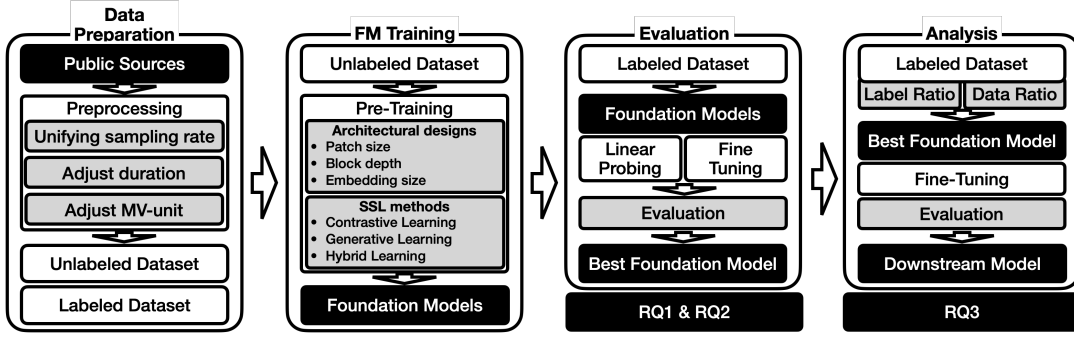 Data
Preparation
Public Sources
Preprocessing
Unifying sampling rate
Adjust duration
Adjust MV-unit
Unlabeled Dataset
Labeled Dataset
FM Training
Unlabeled Dataset
Pre-Training
Architectural designs
• Patch size
• Block depth
• Embedding size
SSL methods
• Contrastive Learning
• Generative Learning
• Hybrid Learning
Foundation Models
Evaluation
Labeled Dataset
Foundation Models
Linear
Probing
Fine
Tuning
Evaluation
Best Foundation Model
RQ1 & RQ2
Analysis
Labeled Dataset
Label Ratio
Data Ratio
Best Foundation Model
Fine-Tuning
Evaluation
Downstream Model
RQ3